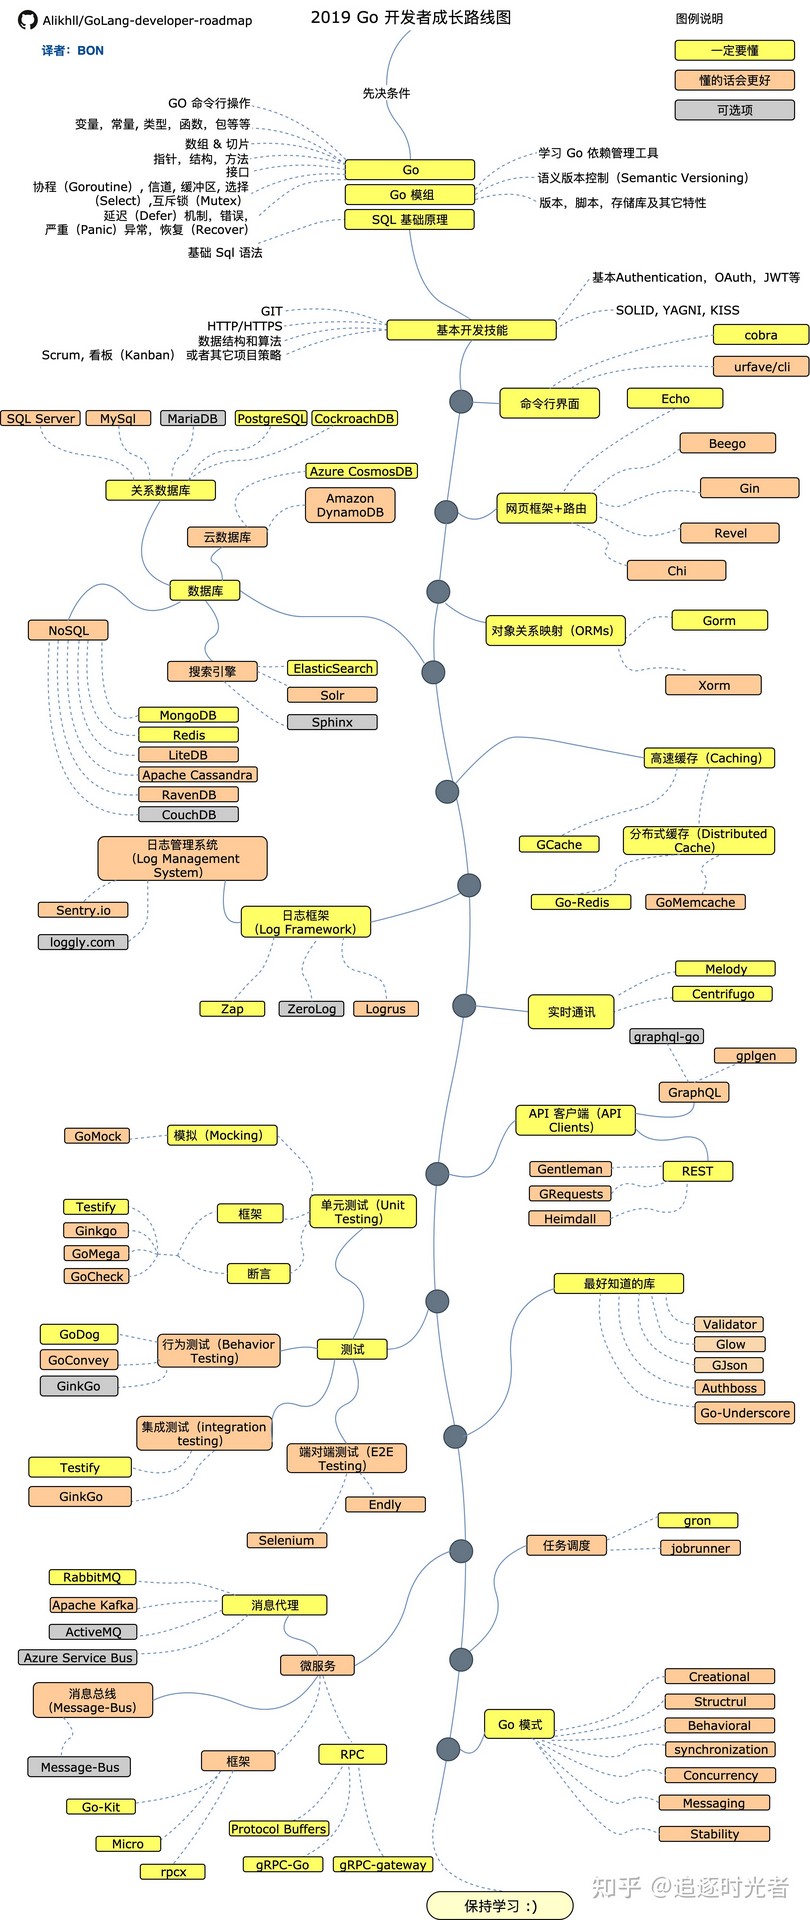 Alikhll/GoLang-developer-roadmap
2019 Go 开发者成长路线图
图例说明
译者：BON
一定要懂
懂的话会更好
可选项
先决条件
GO 命令行操作
变量，常量, 类型，函数，包等等
数组 & 切片
指针，结构，方法
接口
协程（Goroutine）, 信道, 缓冲区, 选择
（Select）, 互斥锁（Mutex）
延迟（Defer）机制，错误,
严重（Panic）异常，恢复（Recover）
基础 Sql 语法
Go
Go 模组
SQL 基础原理
学习 Go 依赖管理工具
语义版本控制（Semantic Versioning）
版本，脚本，存储库及其它特性
基本Authentication，OAuth，JWT等
SOLID, YAGNI, KISS
GIT
HTTP/HTTPS
数据结构和算法
Scrum, 看板（Kanban） 或者其它项目策略
基本开发技能
cobra
urfave/cli
命令行界面
Echo
Beego
Gin
Revel
Chi
网页框架+路由
SQL Server
MySql
MariaDB
PostgreSQL
CockroachDB
关系数据库
Azure CosmosDB
Amazon
DynamoDB
云数据库
数据库
NoSQL
搜索引擎
ElasticSearch
Solr
Sphinx
MongoDB
Redis
LiteDB
Apache Cassandra
RavenDB
CouchDB
对象关系映射（ORMs）
Gorm
Xorm
高速缓存（Caching）
GCache
分布式缓存（Distributed
Cache）
Go-Redis
GoMemcache
日志管理系统
（Log Management
System）
Sentry.io
loggly.com
日志框架
（Log Framework）
Zap
ZeroLog
Logrus
实时通讯
Melody
Centrifugo
graphql-go
gplgen
GraphQL
API 客户端（API
Clients）
REST
Gentleman
GRequests
Heimdall
GoMock
模拟（Mocking）
单元测试（Unit
Testing）
框架
断言
Testify
Ginkgo
GoMega
GoCheck
最好知道的库
Validator
Glow
GJson
Authboss
Go-Underscore
GoDog
GoConvey
GinkGo
行为测试（Behavior
Testing）
测试
集成测试（integration
testing）
Testify
GinkGo
端对端测试（E2E
Testing）
Endly
Selenium
任务调度
gron
jobrunner
RabbitMQ
Apache Kafka
ActiveMQ
Azure Service Bus
消息代理
微服务
消息总线
（Message-Bus）
Message-Bus
框架
RPC
Go-Kit
Micro
rpcx
Protocol Buffers
gRPC-Go
gRPC-gateway
Go 模式
Creational
Structrul
Behavioral
synchronization
Concurrency
Messaging
Stability
保持学习 :)
知乎 @追逐时光者